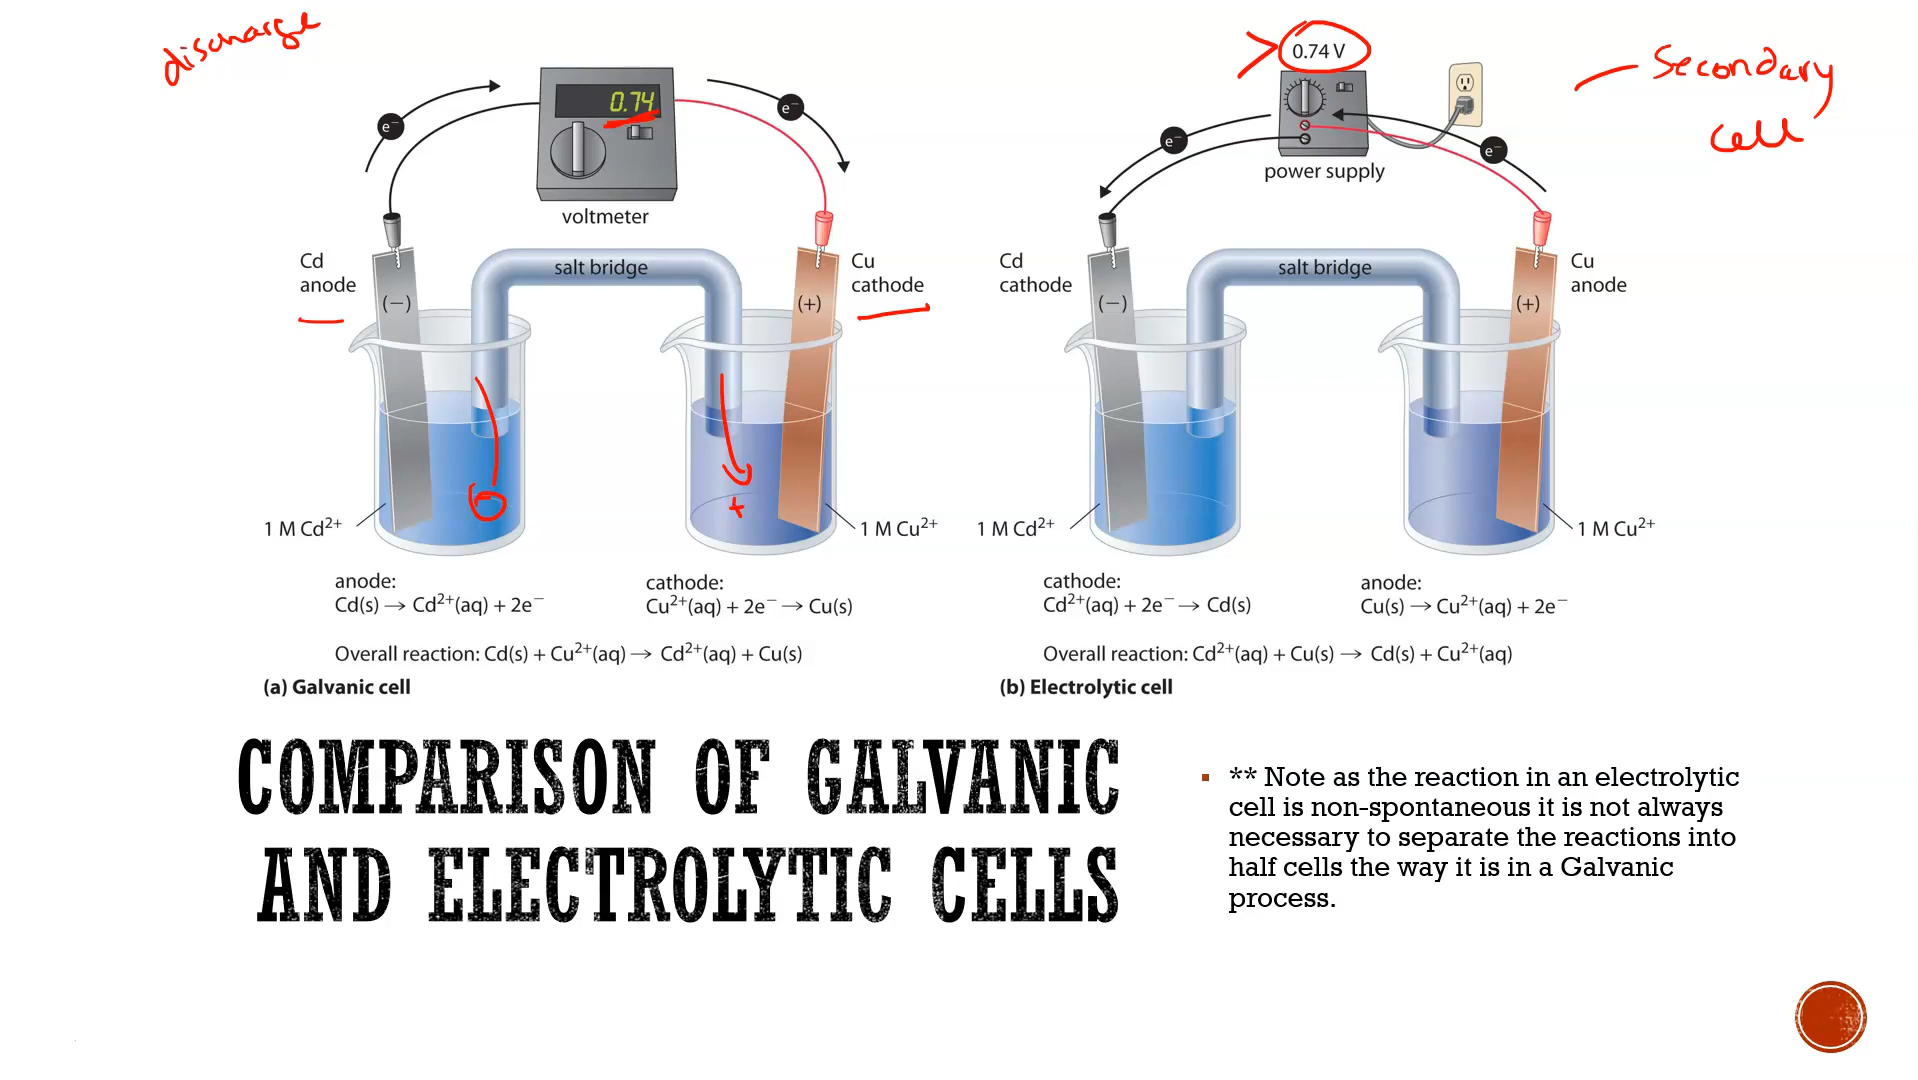 discharge
0.74
e⁻
e⁻
voltmeter
Cd
anode
(−)
salt bridge
(+)
Cu
cathode
−
+
1 M Cd²⁺
1 M Cu²⁺
anode:
Cd(s) → Cd²⁺(aq) + 2e⁻
cathode:
Cu²⁺(aq) + 2e⁻ → Cu(s)
Overall reaction: Cd(s) + Cu²⁺(aq) → Cd²⁺(aq) + Cu(s)
(a) Galvanic cell
> 0.74 V
Secondary
cell
e⁻
e⁻
power supply
Cd
cathode
(−)
salt bridge
(+)
Cu
anode
1 M Cd²⁺
1 M Cu²⁺
cathode:
Cd²⁺(aq) + 2e⁻ → Cd(s)
anode:
Cu(s) → Cu²⁺(aq) + 2e⁻
Overall reaction: Cd²⁺(aq) + Cu(s) → Cd(s) + Cu²⁺(aq)
(b) Electrolytic cell
COMPARISON OF GALVANIC
AND ELECTROLYTIC CELLS
** Note as the reaction in an electrolytic
cell is non-spontaneous it is not always
necessary to separate the reactions into
half cells the way it is in a Galvanic
process.